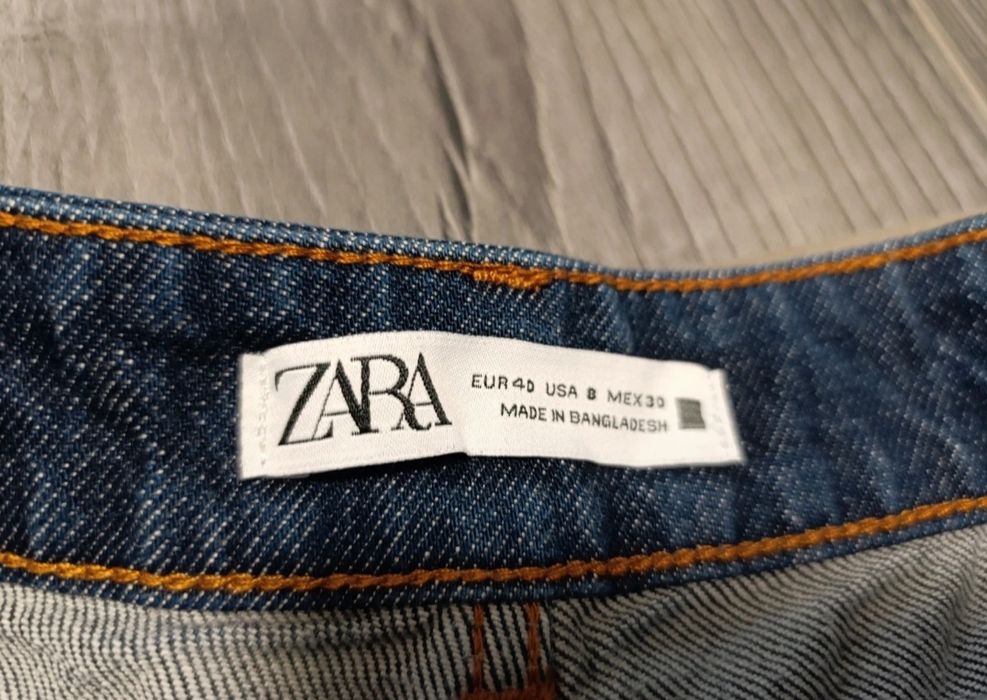 ZARA
EUR 40 USA 8 MEX 30
MADE IN BANGLADESH